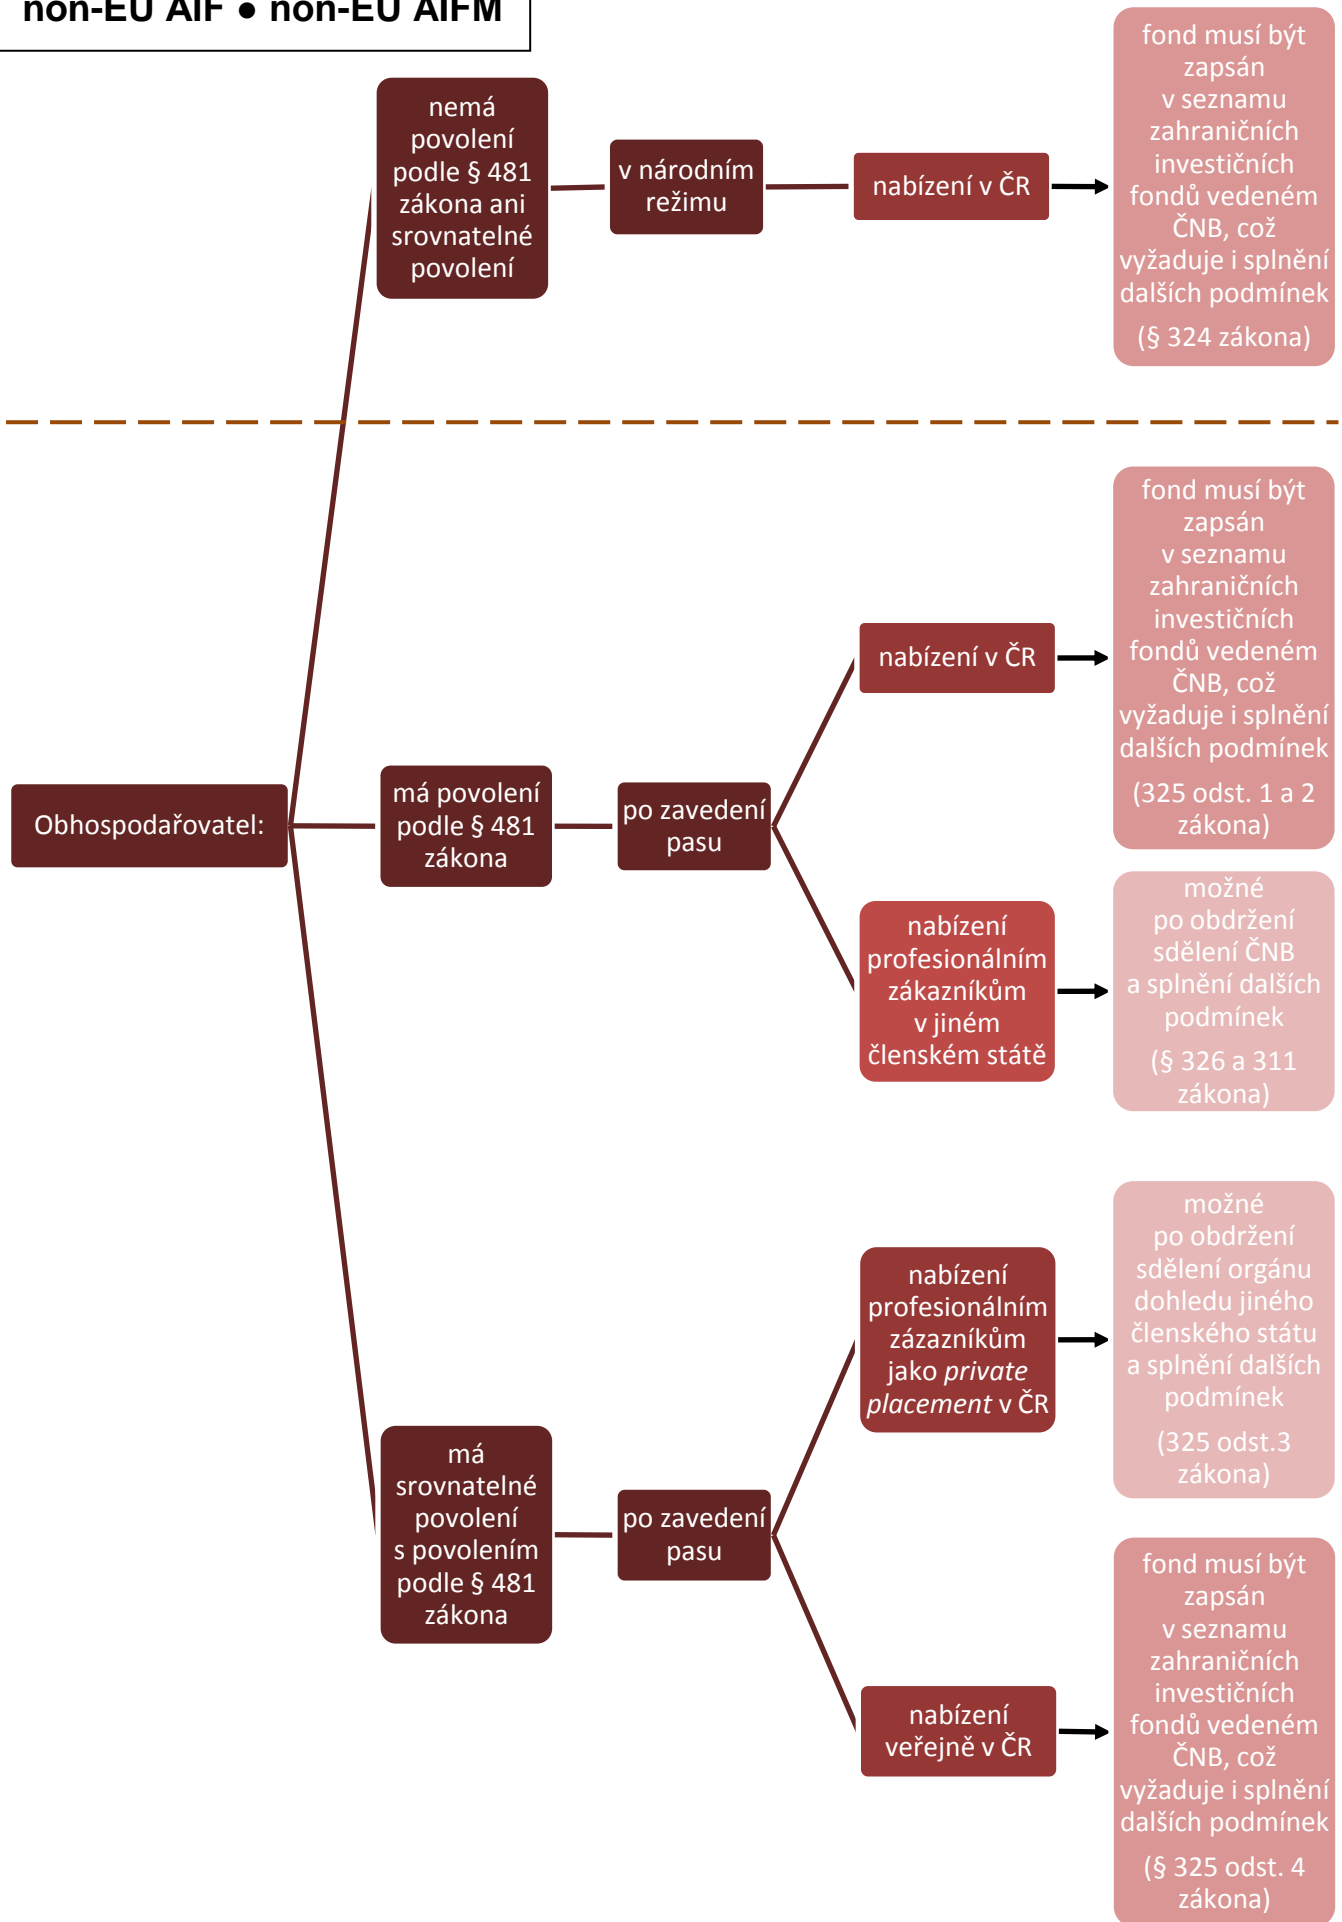 non-EU AIF ● non-EU AIFM
nemá
povolení
podle § 481
zákona ani
srovnatelné
povolení
v národním
režimu
nabízení v ČR
fond musí být
zapsán
v seznamu
zahraničních
investičních
fondů vedeném
ČNB, což
vyžaduje i splnění
dalších podmínek
(§ 324 zákona)
Obhospodařovatel:
má povolení
podle § 481
zákona
po zavedení
pasu
nabízení v ČR
fond musí být
zapsán
v seznamu
zahraničních
investičních
fondů vedeném
ČNB, což
vyžaduje i splnění
dalších podmínek
(325 odst. 1 a 2
zákona)
nabízení
profesionálním
zákazníkům
v jiném
členském státě
možné
po obdržení
sdělení ČNB
a splnění dalších
podmínek
(§ 326 a 311
zákona)
má
srovnatelné
povolení
s povolením
podle § 481
zákona
po zavedení
pasu
nabízení
profesionálním
zázazníkům
jako private
placement v ČR
možné
po obdržení
sdělení orgánu
dohledu jiného
členského státu
a splnění dalších
podmínek
(325 odst.3
zákona)
nabízení
veřejně v ČR
fond musí být
zapsán
v seznamu
zahraničních
investičních
fondů vedeném
ČNB, což
vyžaduje i splnění
dalších podmínek
(§ 325 odst. 4
zákona)